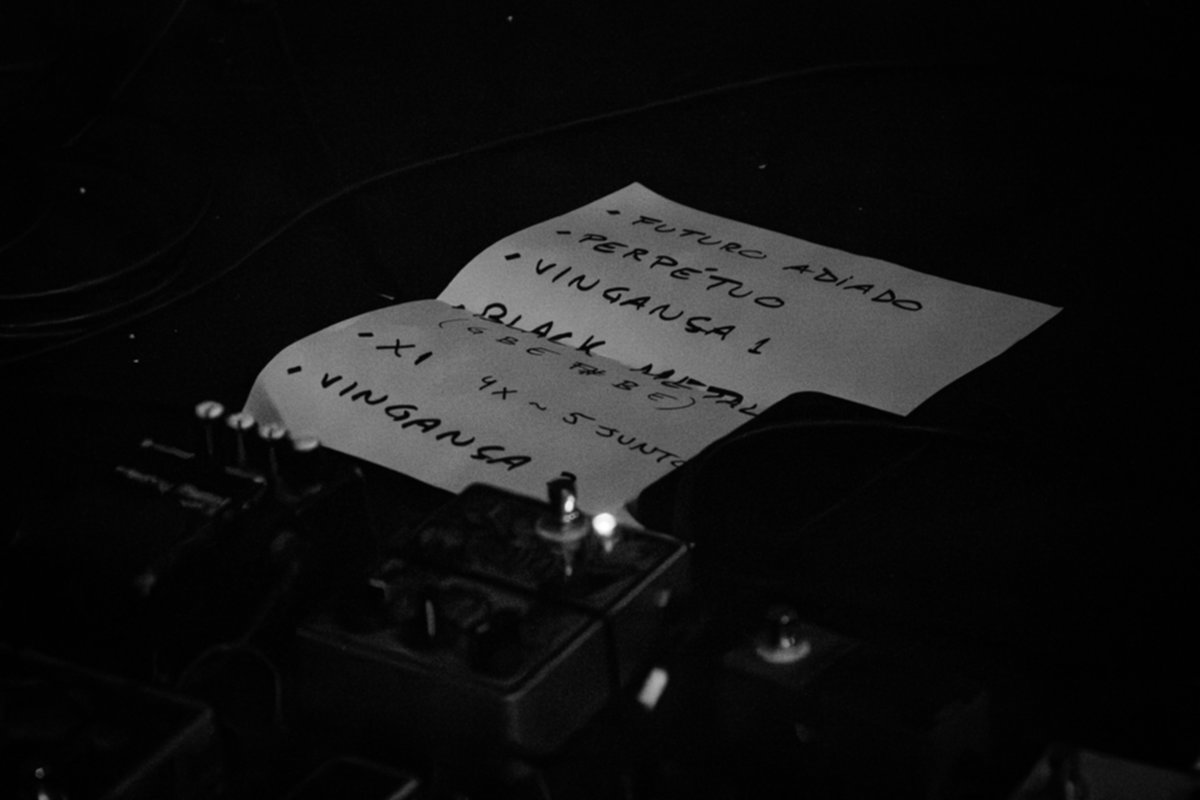 • FUTURO ADIADO
• PERPÉTUO
• VINGANSA 1
• BLACK METAL
(G B E F# B E)
• XI 4X ~ 5 JUNTO
• VINGANSA